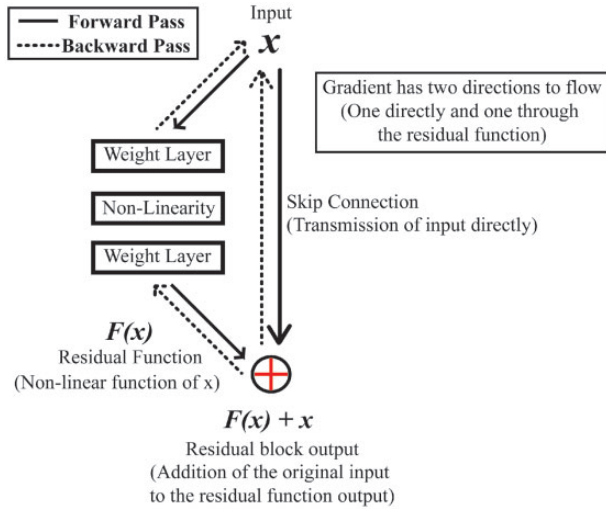 Forward Pass
Backward Pass
Input
x
Gradient has two directions to flow
(One directly and one through
the residual function)
Weight Layer
Non-Linearity
Weight Layer
Skip Connection
(Transmission of input directly)
F(x)
Residual Function
(Non-linear function of x)
F(x) + x
Residual block output
(Addition of the original input
to the residual function output)